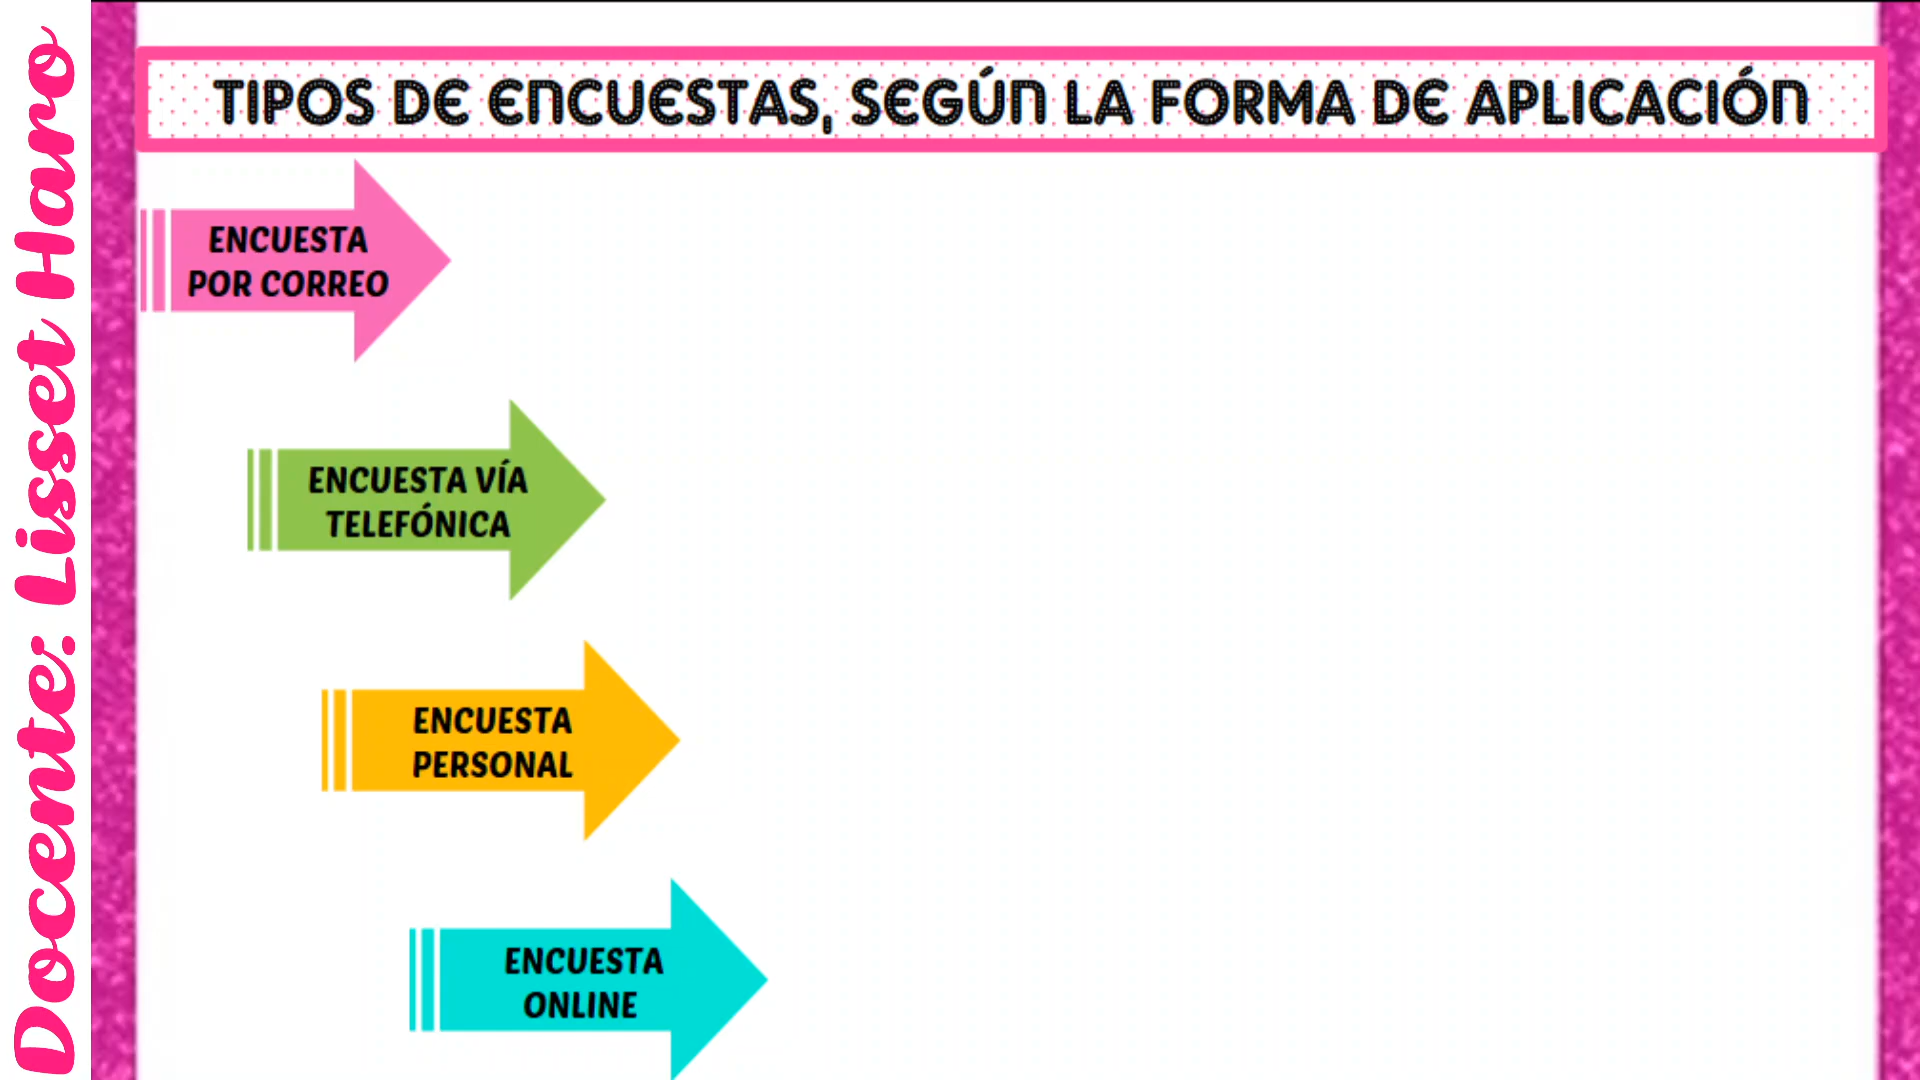 Docente: Lisset Haro
TIPOS DE ENCUESTAS, SEGÚN LA FORMA DE APLICACIÓN
ENCUESTA
POR CORREO
ENCUESTA VÍA
TELEFÓNICA
ENCUESTA
PERSONAL
ENCUESTA
ONLINE